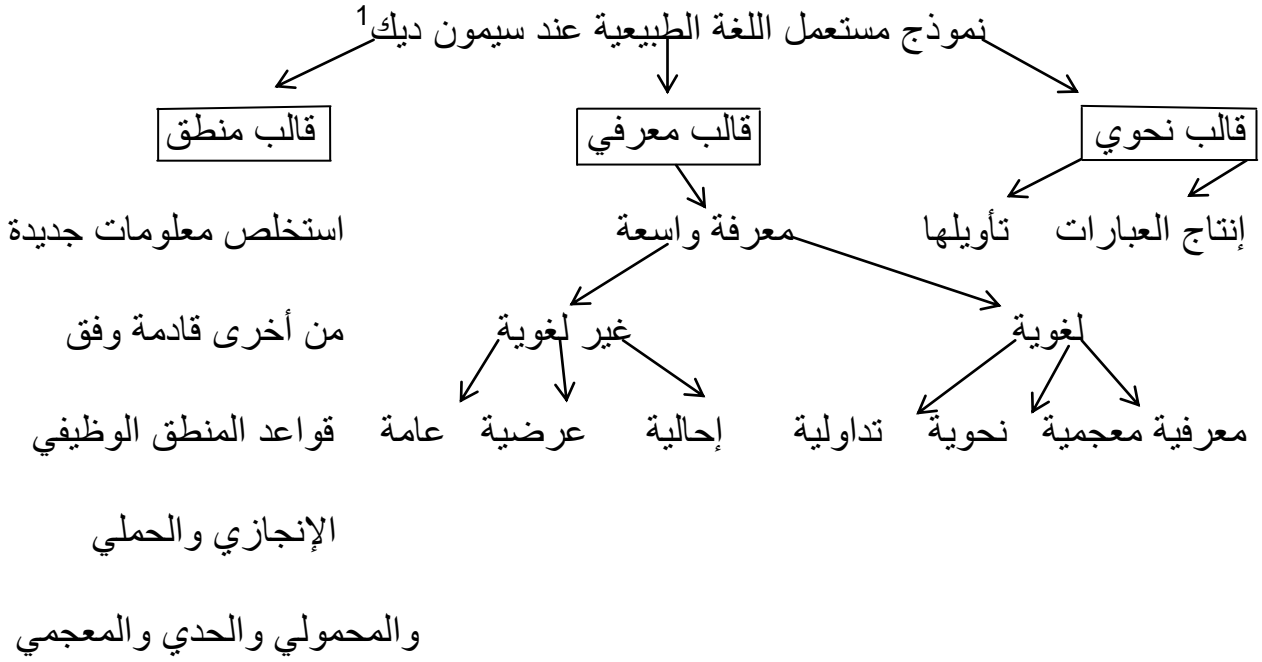 نموذج مستعمل اللغة الطبيعية عند سيمون ديك1
قالب نحوي قالب معرفي قالب منطق
إنتاج العبارات تأويلها معرفة واسعة استخلص معلومات جديدة
لغوية غير لغوية من أخرى قادمة وفق
معرفية معجمية نحوية تداولية إحالية عرضية عامة قواعد المنطق الوظيفي
الإنجازي والحملي
والمحمولي والحدي والمعجمي